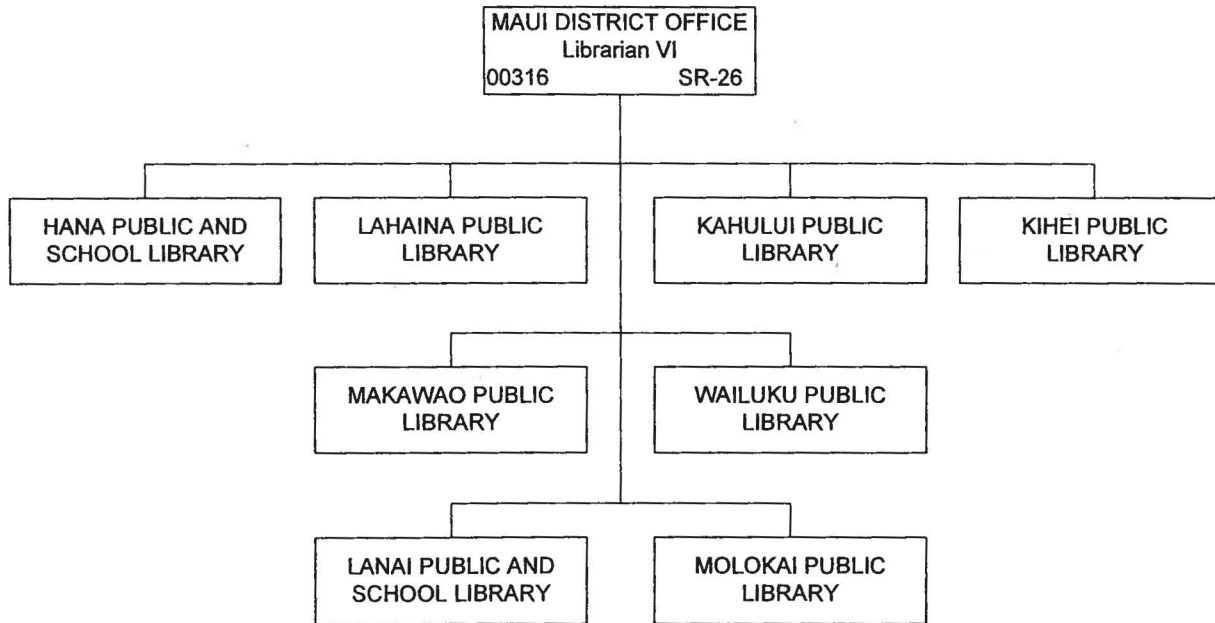 MAUI DISTRICT OFFICE
Librarian VI
00316 SR-26
HANA PUBLIC AND
SCHOOL LIBRARY
LAHAINA PUBLIC
LIBRARY
KAHULUI PUBLIC
LIBRARY
KIHEI PUBLIC
LIBRARY
MAKAWAO PUBLIC
LIBRARY
WAILUKU PUBLIC
LIBRARY
LANAI PUBLIC AND
SCHOOL LIBRARY
MOLOKAI PUBLIC
LIBRARY